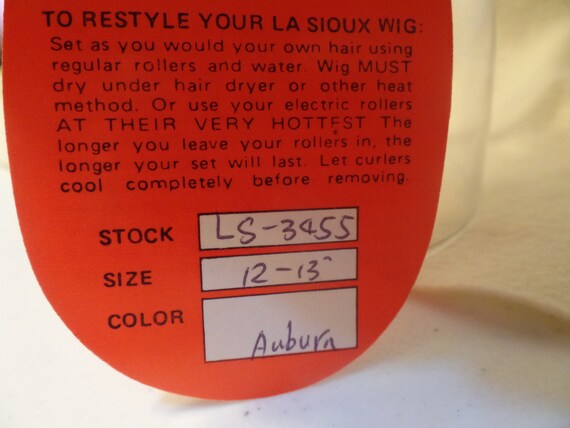 TO RESTYLE YOUR LA SIOUX WIG:
Set as you would your own hair using
regular rollers and water. Wig MUST
dry under hair dryer or other heat
method. Or use your electric rollers
AT THEIR VERY HOTTEST The
longer you leave your rollers in, the
longer your set will last. Let curlers
cool completely before removing.
STOCK LS-3455
SIZE 12-13"
COLOR Auburn